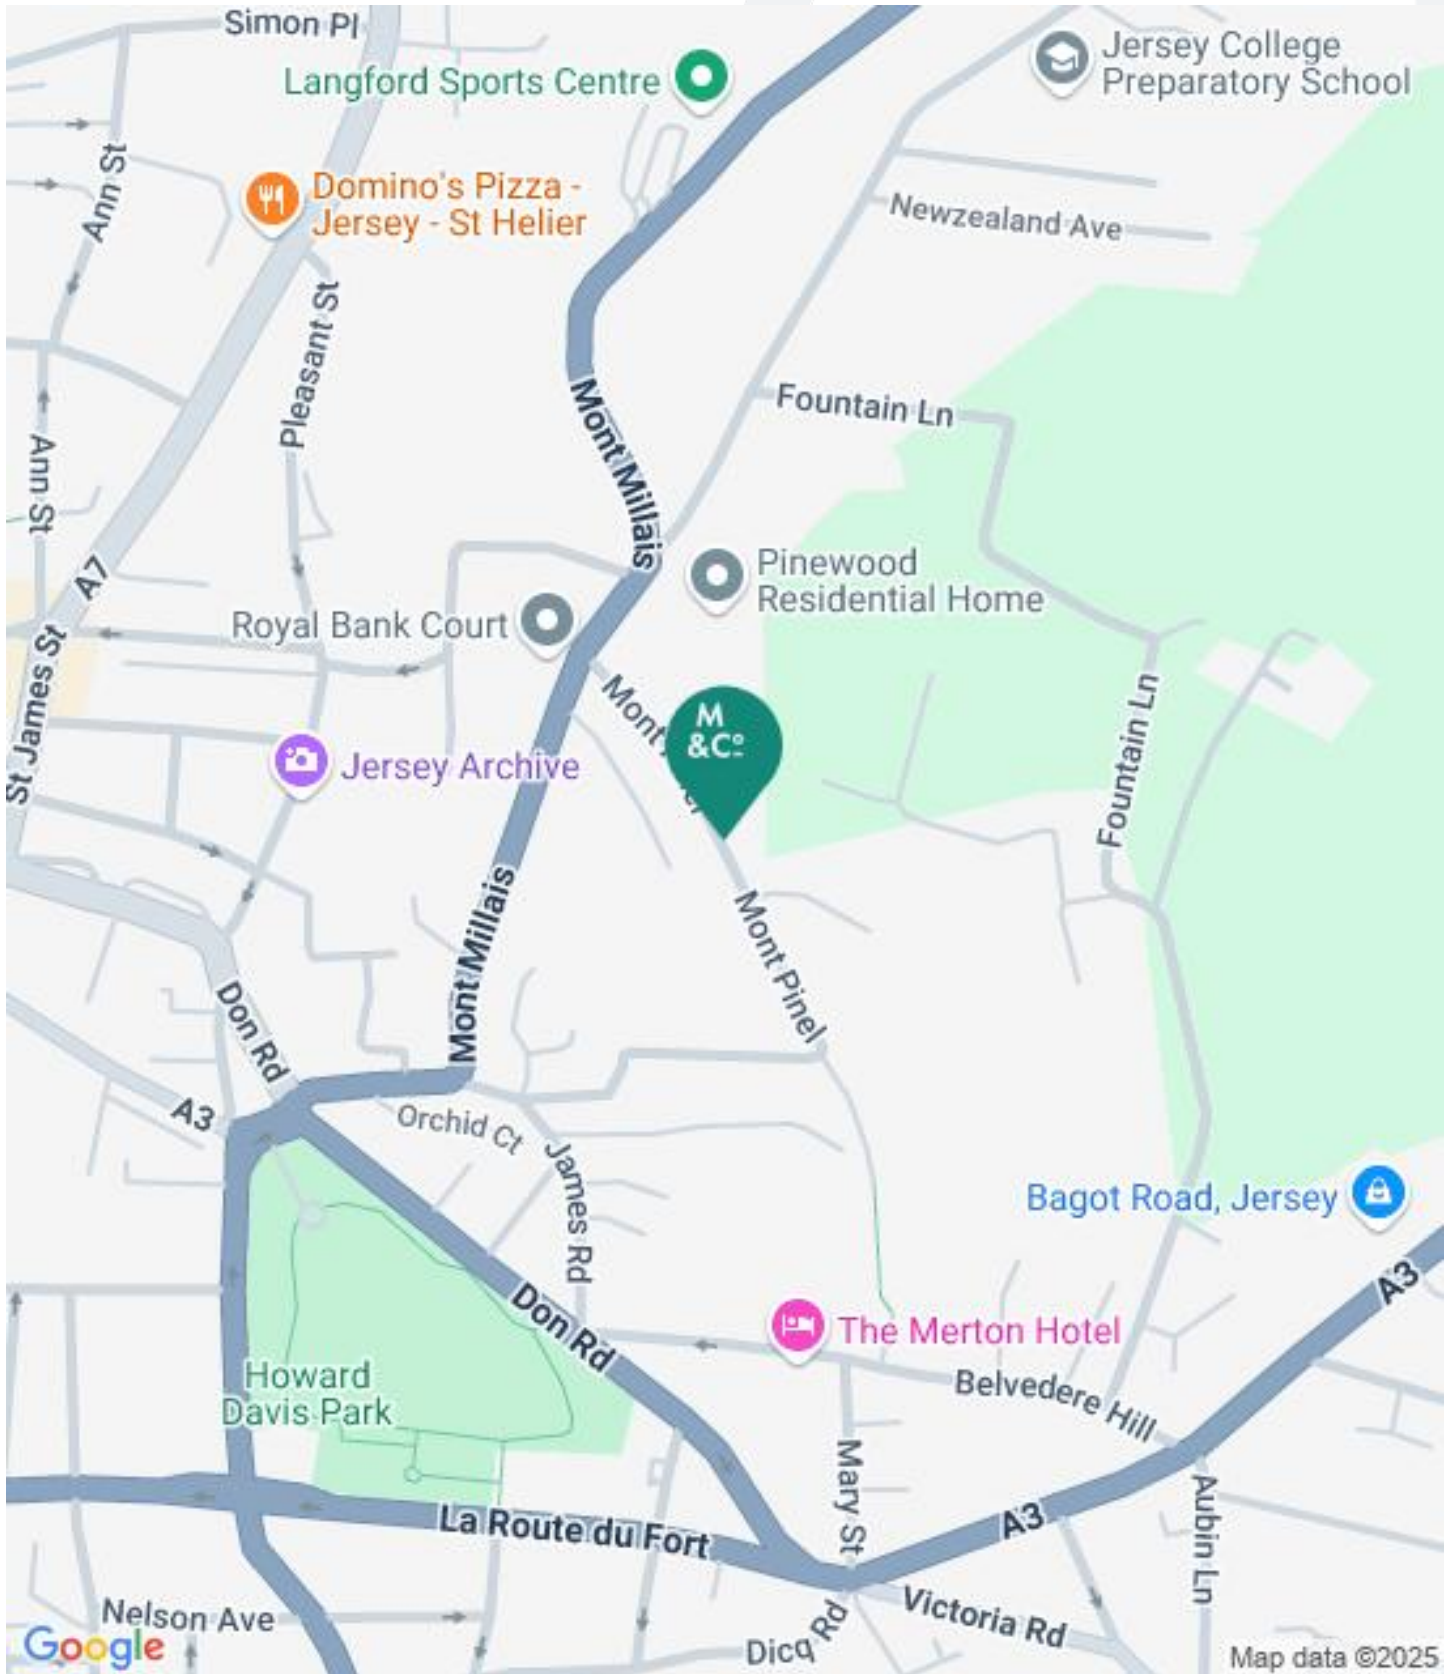 Simon Pl
Langford Sports Centre
Jersey College
Preparatory School
Ann St
Domino's Pizza -
Jersey - St Helier
Newzealand Ave
Pleasant St
Mont Millais
Fountain Ln
Ann St
A7
Pinewood
Residential Home
Royal Bank Court
St James St
Mont
M
&Cº
Fountain Ln
Jersey Archive
Mont Millais
Mont Pinel
Don Rd
A3
Orchid Ct
James Rd
Bagot Road, Jersey
A3
Don Rd
The Merton Hotel
Howard
Davis Park
Belvedere Hill
Mary St
Aubin Ln
La Route du Fort
A3
Nelson Ave
Victoria Rd
Dicq Rd
Google
Map data ©2025